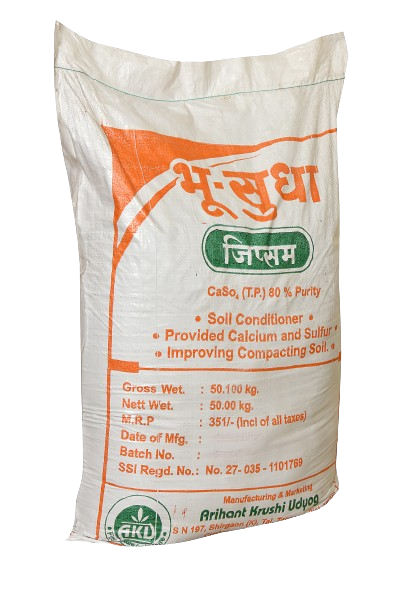 भू-सुधा
जिप्सम
CaSo₄ (T.P.) 80 % Purity
• Soil Conditioner •
• Provided Calcium and Sulfur •
• Improving Compacting Soil. •
Gross Wet. : 50.100 kg.
Nett Wet. : 50.00 kg.
M.R.P : 351/- (Incl of all taxes)
Date of Mfg. :
Batch No. :
SSI Regd. No.: No. 27- 035 - 1101769
Manufacturing & Marketing
Arihant Krushi Udyog
S N 197, Shirgaon (K), Tal.
AKU